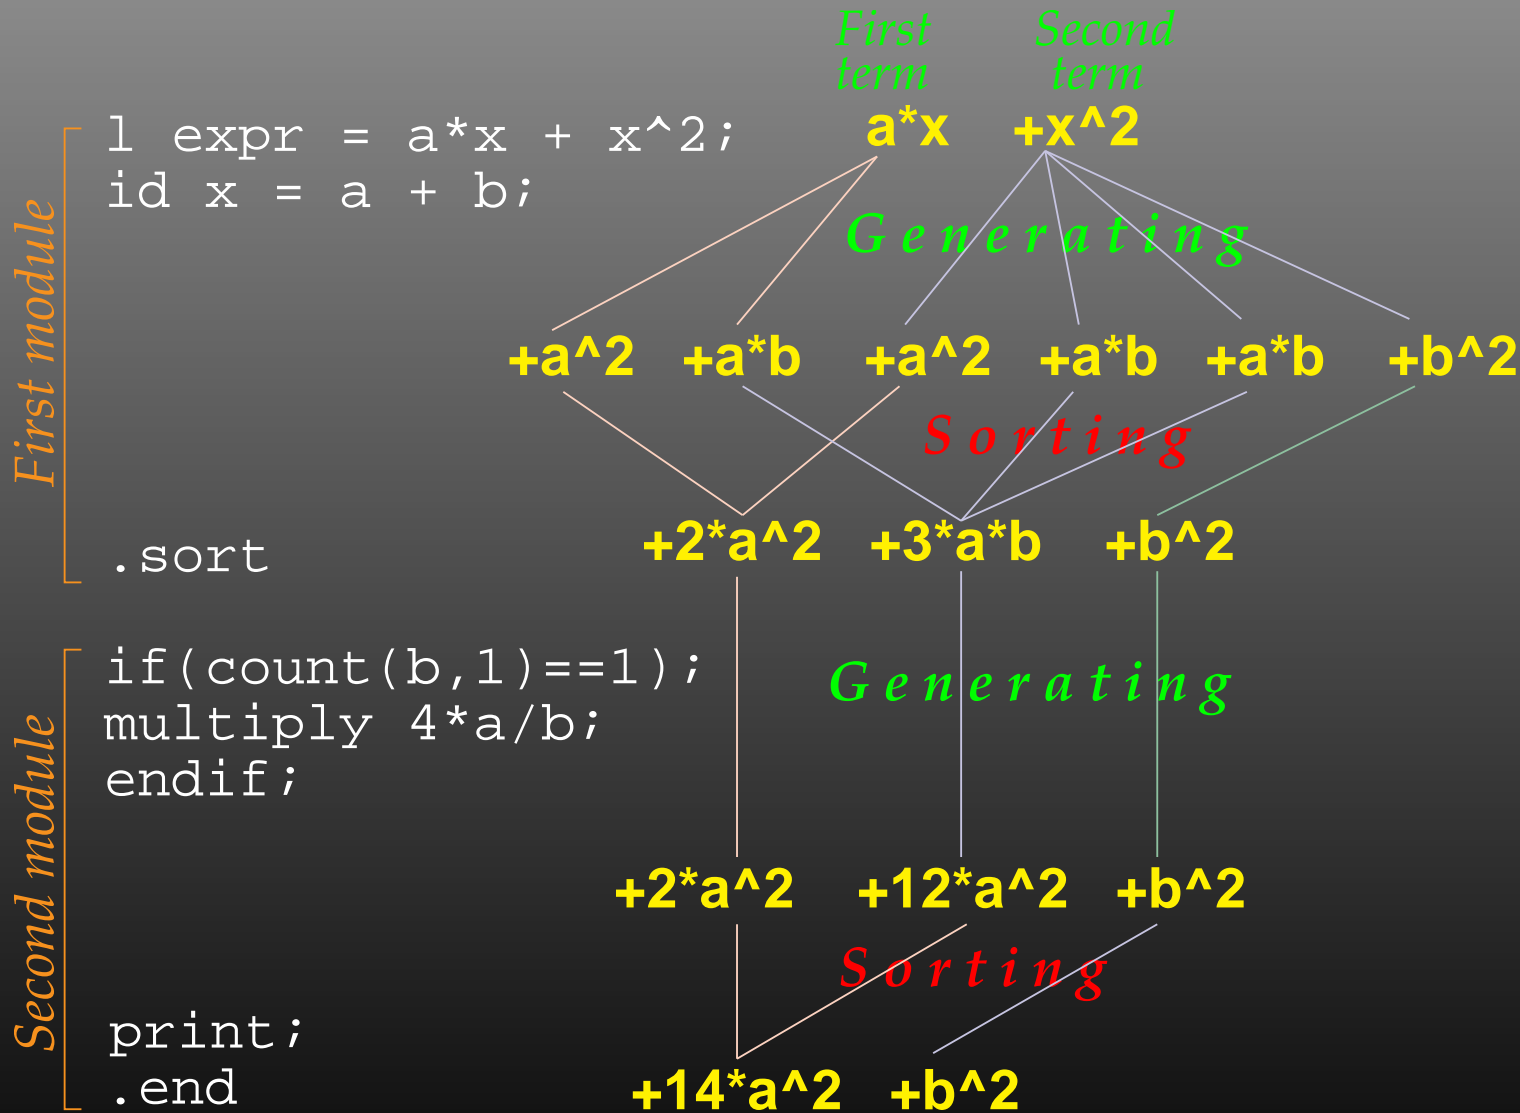 First term
Second term
l expr = a*x + x^2;
a*x +x^2
id x = a + b;
Generating
First module
+a^2 +a*b +a^2 +a*b +a*b +b^2
Sorting
.sort
+2*a^2 +3*a*b +b^2
if(count(b,1)==1);
multiply 4*a/b;
endif;
Generating
Second module
+2*a^2 +12*a^2 +b^2
Sorting
print;
.end
+14*a^2 +b^2